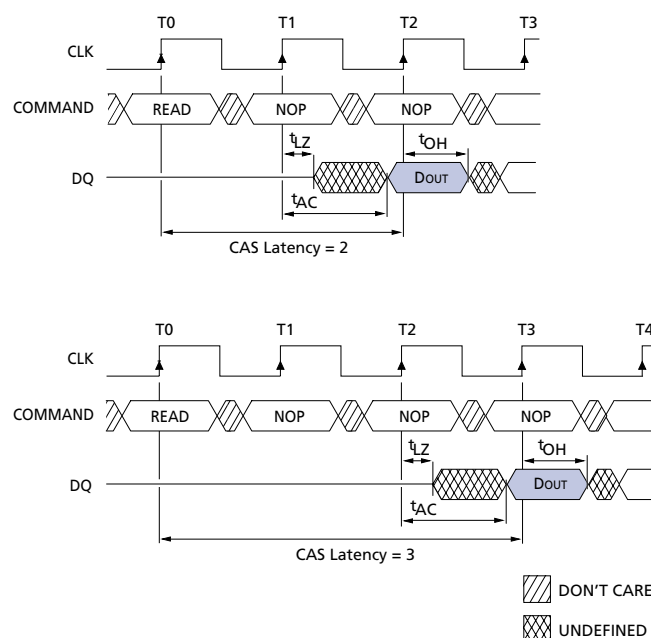 T0 T1 T2 T3
CLK
COMMAND READ NOP NOP
tLZ tOH
DQ DOUT
tAC
CAS Latency = 2
T0 T1 T2 T3 T4
CLK
COMMAND READ NOP NOP NOP
tLZ tOH
DQ DOUT
tAC
CAS Latency = 3
DON'T CARE
UNDEFINED